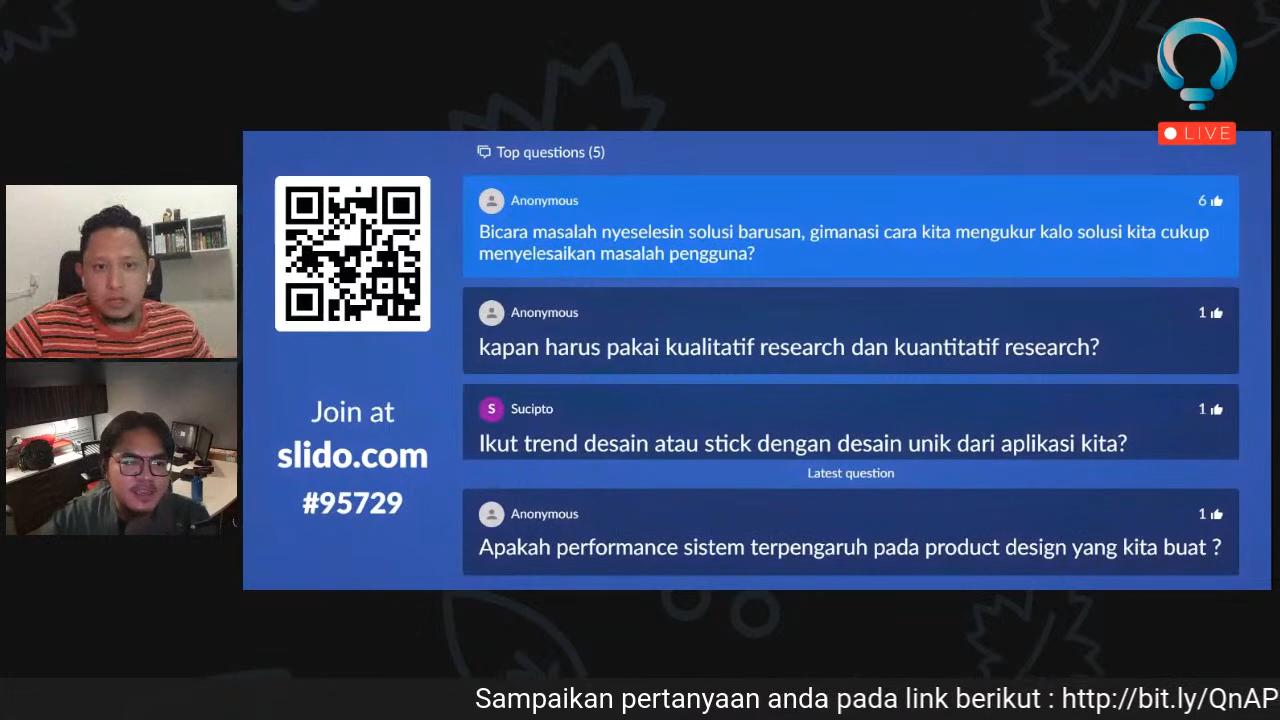 LIVE
Top questions (5)
Anonymous
6
Bicara masalah nyeselesin solusi barusan, gimanasi cara kita mengukur kalo solusi kita cukup
menyelesaikan masalah pengguna?
Anonymous
1
kapan harus pakai kualitatif research dan kuantitatif research?
S
Sucipto
1
Ikut trend desain atau stick dengan desain unik dari aplikasi kita?
Latest question
Anonymous
1
Apakah performance sistem terpengaruh pada product design yang kita buat ?
Join at
slido.com
#95729
Sampaikan pertanyaan anda pada link berikut : http://bit.ly/QnAP